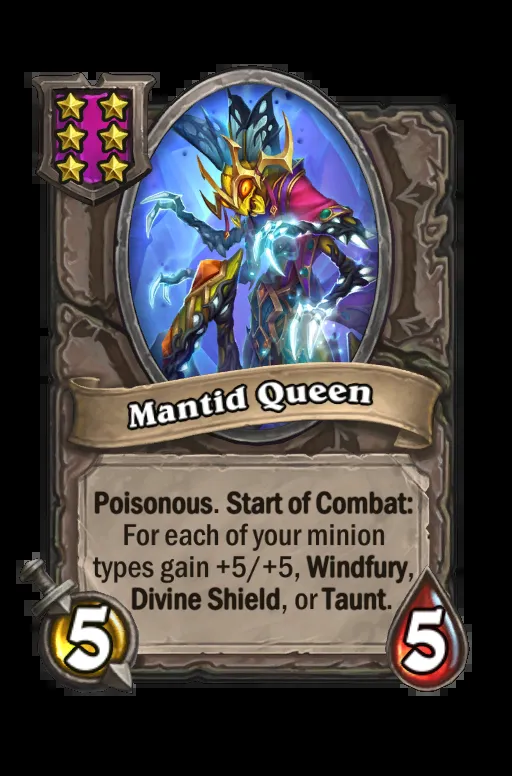 Mantid Queen
Poisonous. Start of Combat:
For each of your minion
types gain +5/+5, Windfury,
Divine Shield, or Taunt.
5
5